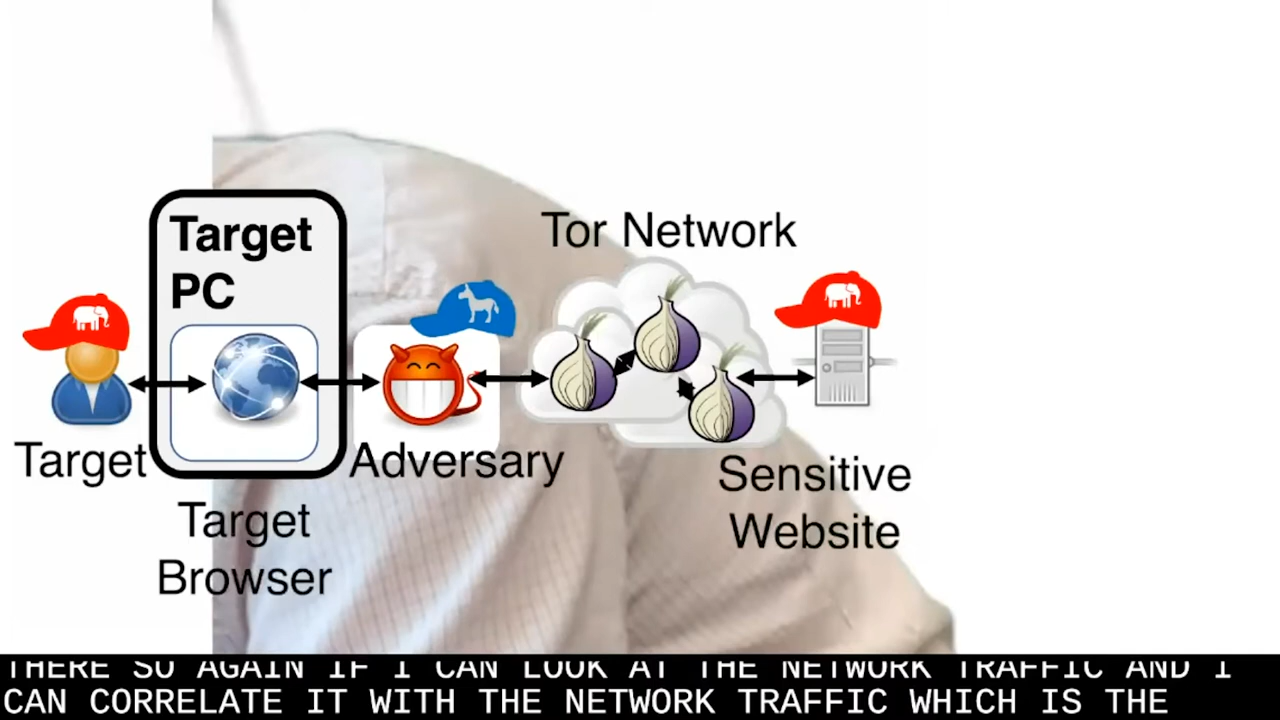 Target
PC
Tor Network
Target
Adversary
Sensitive
Website
Target
Browser
THERE SO AGAIN IF I CAN LOOK AT THE NETWORK TRAFFIC AND I
CAN CORRELATE IT WITH THE NETWORK TRAFFIC WHICH IS THE